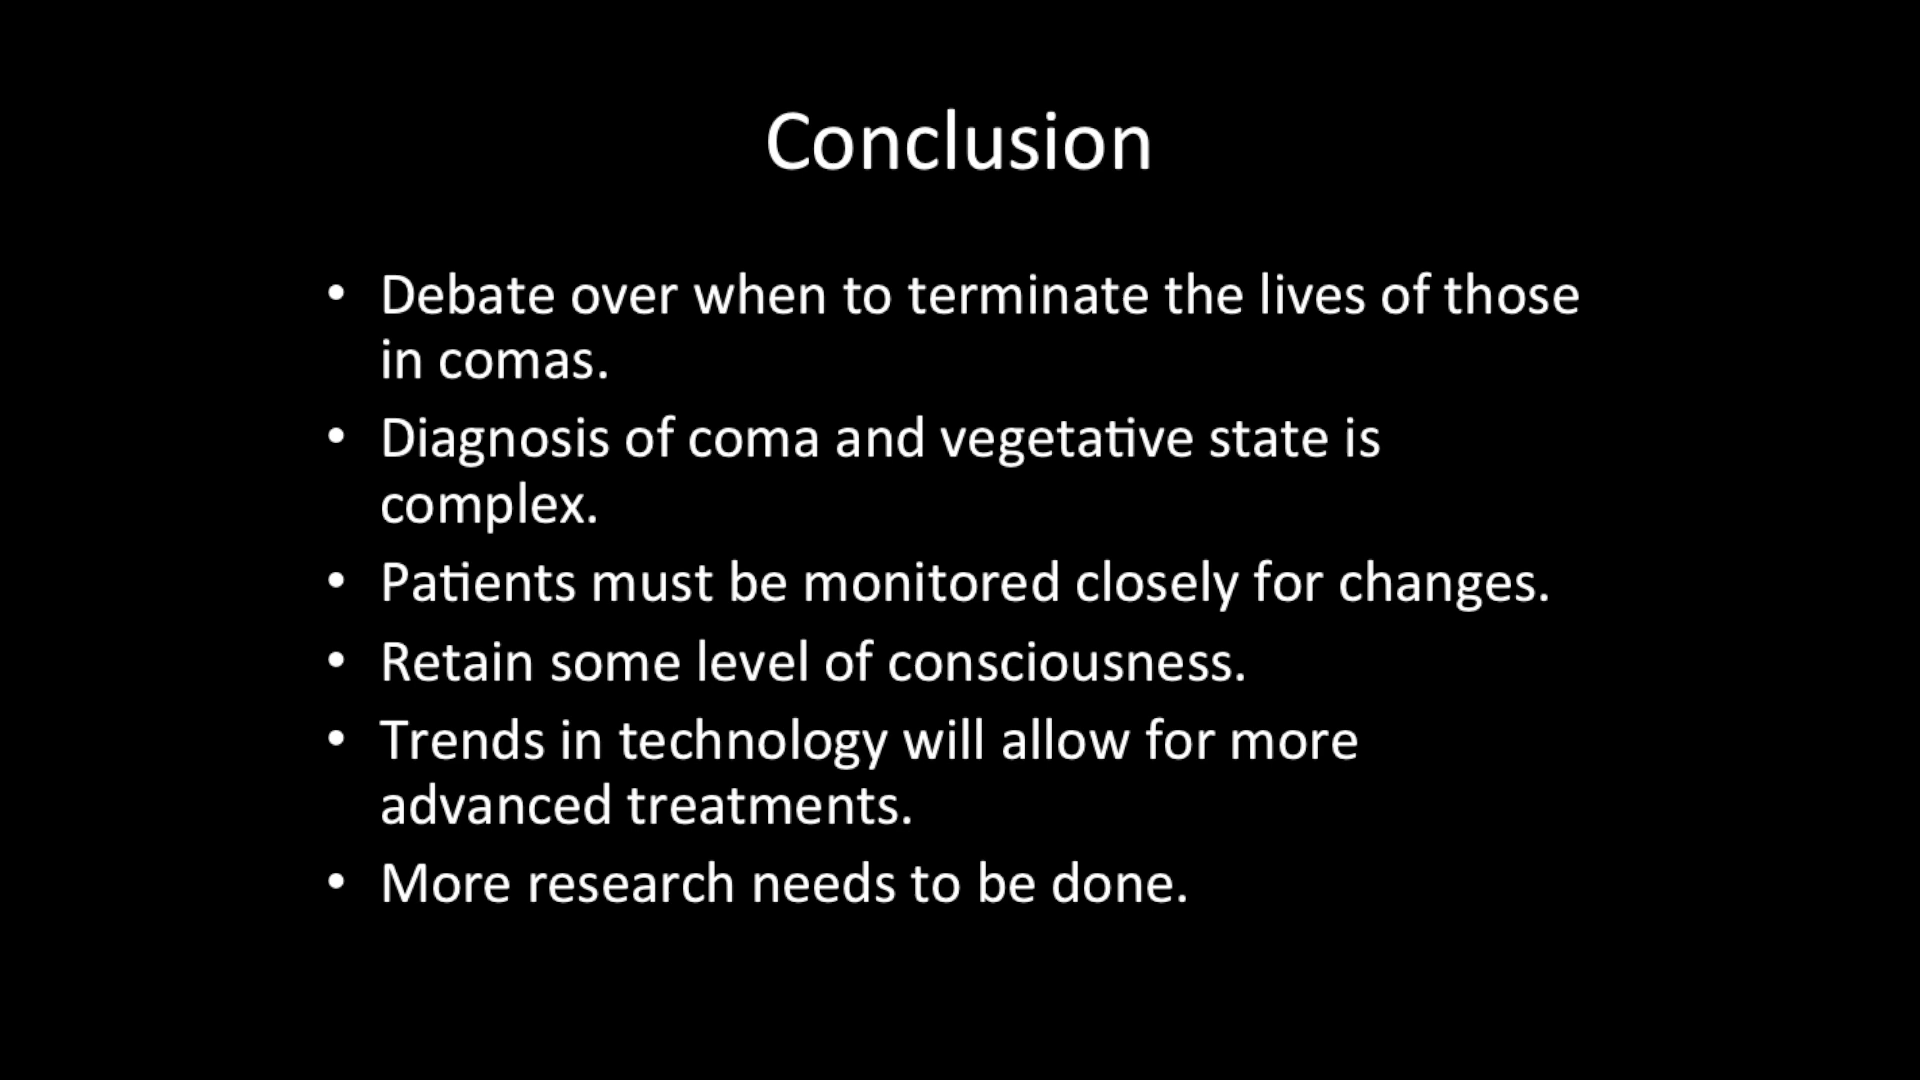 Conclusion
• Debate over when to terminate the lives of those
in comas.
• Diagnosis of coma and vegetative state is
complex.
• Patients must be monitored closely for changes.
• Retain some level of consciousness.
• Trends in technology will allow for more
advanced treatments.
• More research needs to be done.